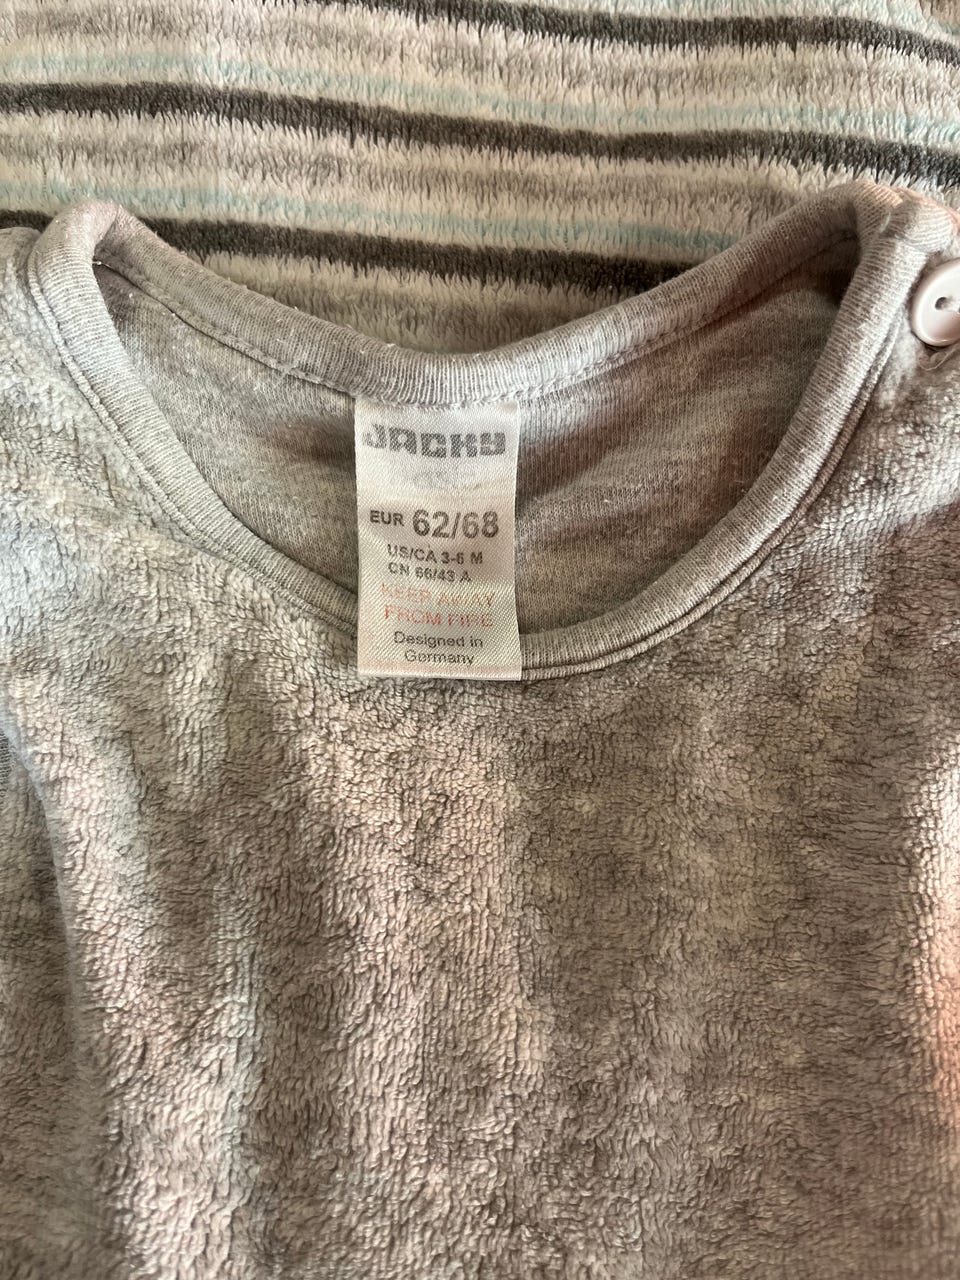 JACKY
EUR 62/68
US/CA 3-6 M
CN 66/43 A
KEEP AWAY
FROM FIRE
Designed in
Germany